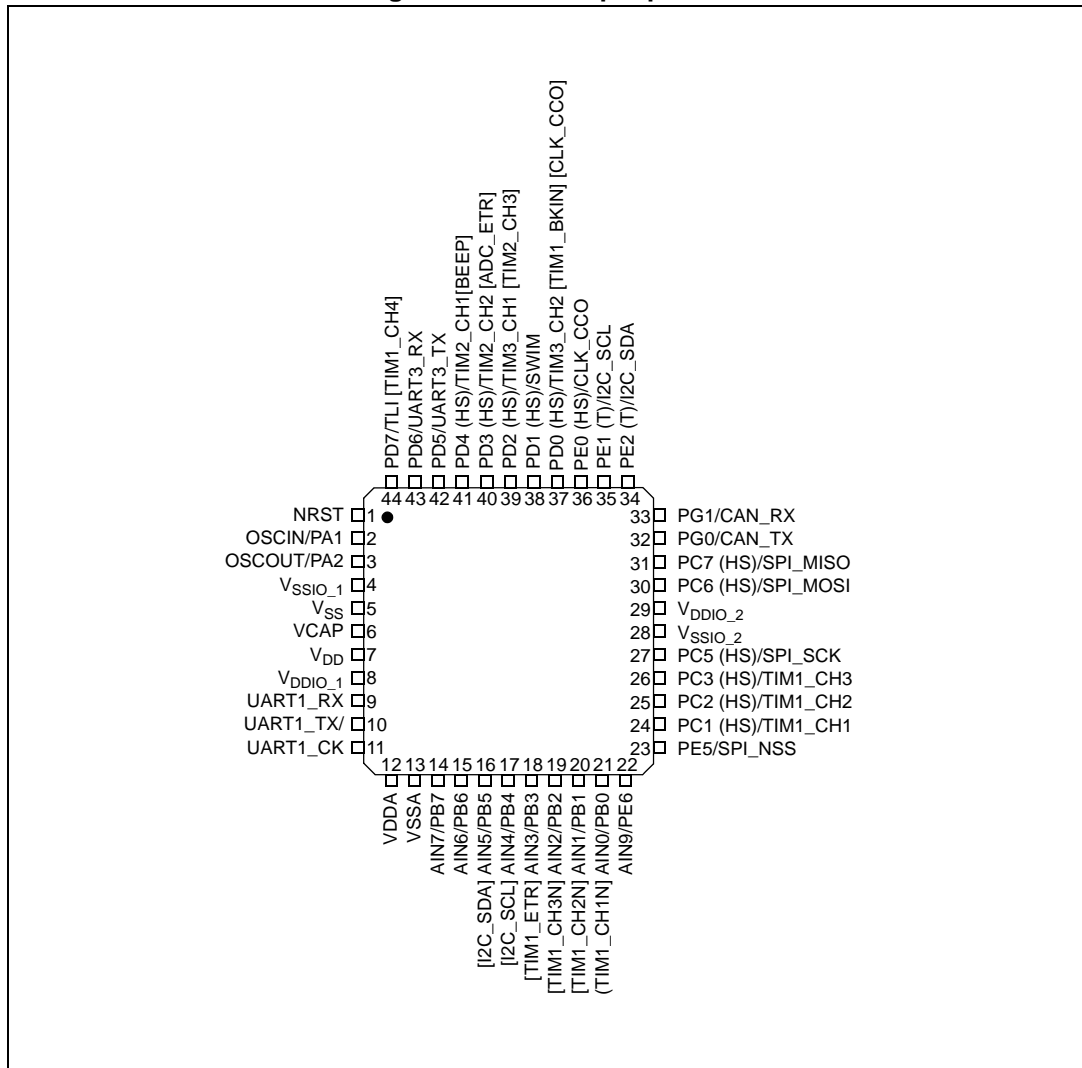 PD7/TLI [TIM1_CH4]
PD6/UART3_RX
PD5/UART3_TX
PD4 (HS)/TIM2_CH1[BEEP]
PD3 (HS)/TIM2_CH2 [ADC_ETR]
PD2 (HS)/TIM3_CH1 [TIM2_CH3]
PD1 (HS)/SWIM
PD0 (HS)/TIM3_CH2 [TIM1_BKIN] [CLK_CCO]
PE0 (HS)/CLK_CCO
PE1 (T)/I2C_SCL
PE2 (T)/I2C_SDA
44 43 42 41 40 39 38 37 36 35 34
NRST 1
OSCIN/PA1 2
OSCOUT/PA2 3
VSSIO_1 4
VSS 5
VCAP 6
VDD 7
VDDIO_1 8
UART1_RX 9
UART1_TX/ 10
UART1_CK 11
33 PG1/CAN_RX
32 PG0/CAN_TX
31 PC7 (HS)/SPI_MISO
30 PC6 (HS)/SPI_MOSI
29 VDDIO_2
28 VSSIO_2
27 PC5 (HS)/SPI_SCK
26 PC3 (HS)/TIM1_CH3
25 PC2 (HS)/TIM1_CH2
24 PC1 (HS)/TIM1_CH1
23 PE5/SPI_NSS
12 13 14 15 16 17 18 19 20 21 22
VDDA
VSSA
AIN7/PB7
AIN6/PB6
[I2C_SDA] AIN5/PB5
[I2C_SCL] AIN4/PB4
[TIM1_ETR] AIN3/PB3
[TIM1_CH3N] AIN2/PB2
[TIM1_CH2N] AIN1/PB1
(TIM1_CH1N] AIN0/PB0
AIN9/PE6